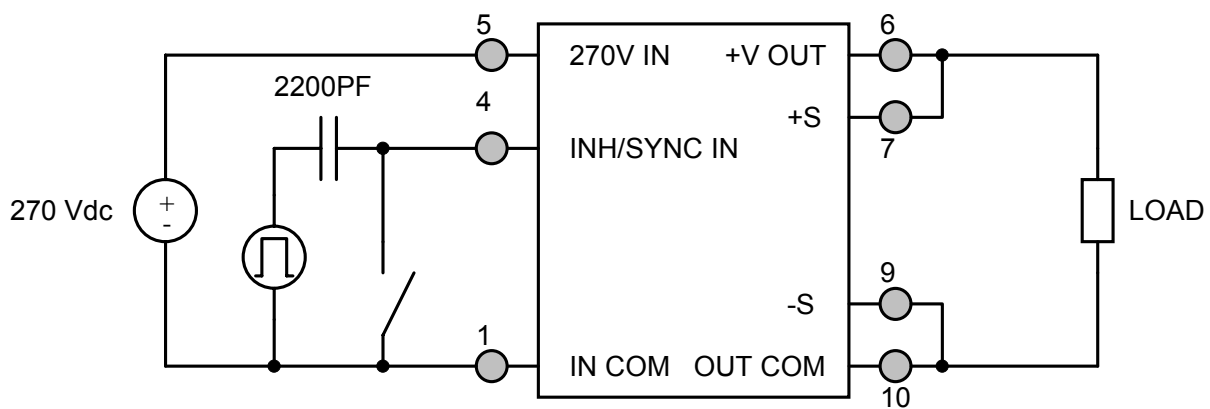 5
6
270V IN
+V OUT
2200PF
4
+S
7
INH/SYNC IN
270 Vdc
+
-
LOAD
9
-S
1
IN COM
OUT COM
10